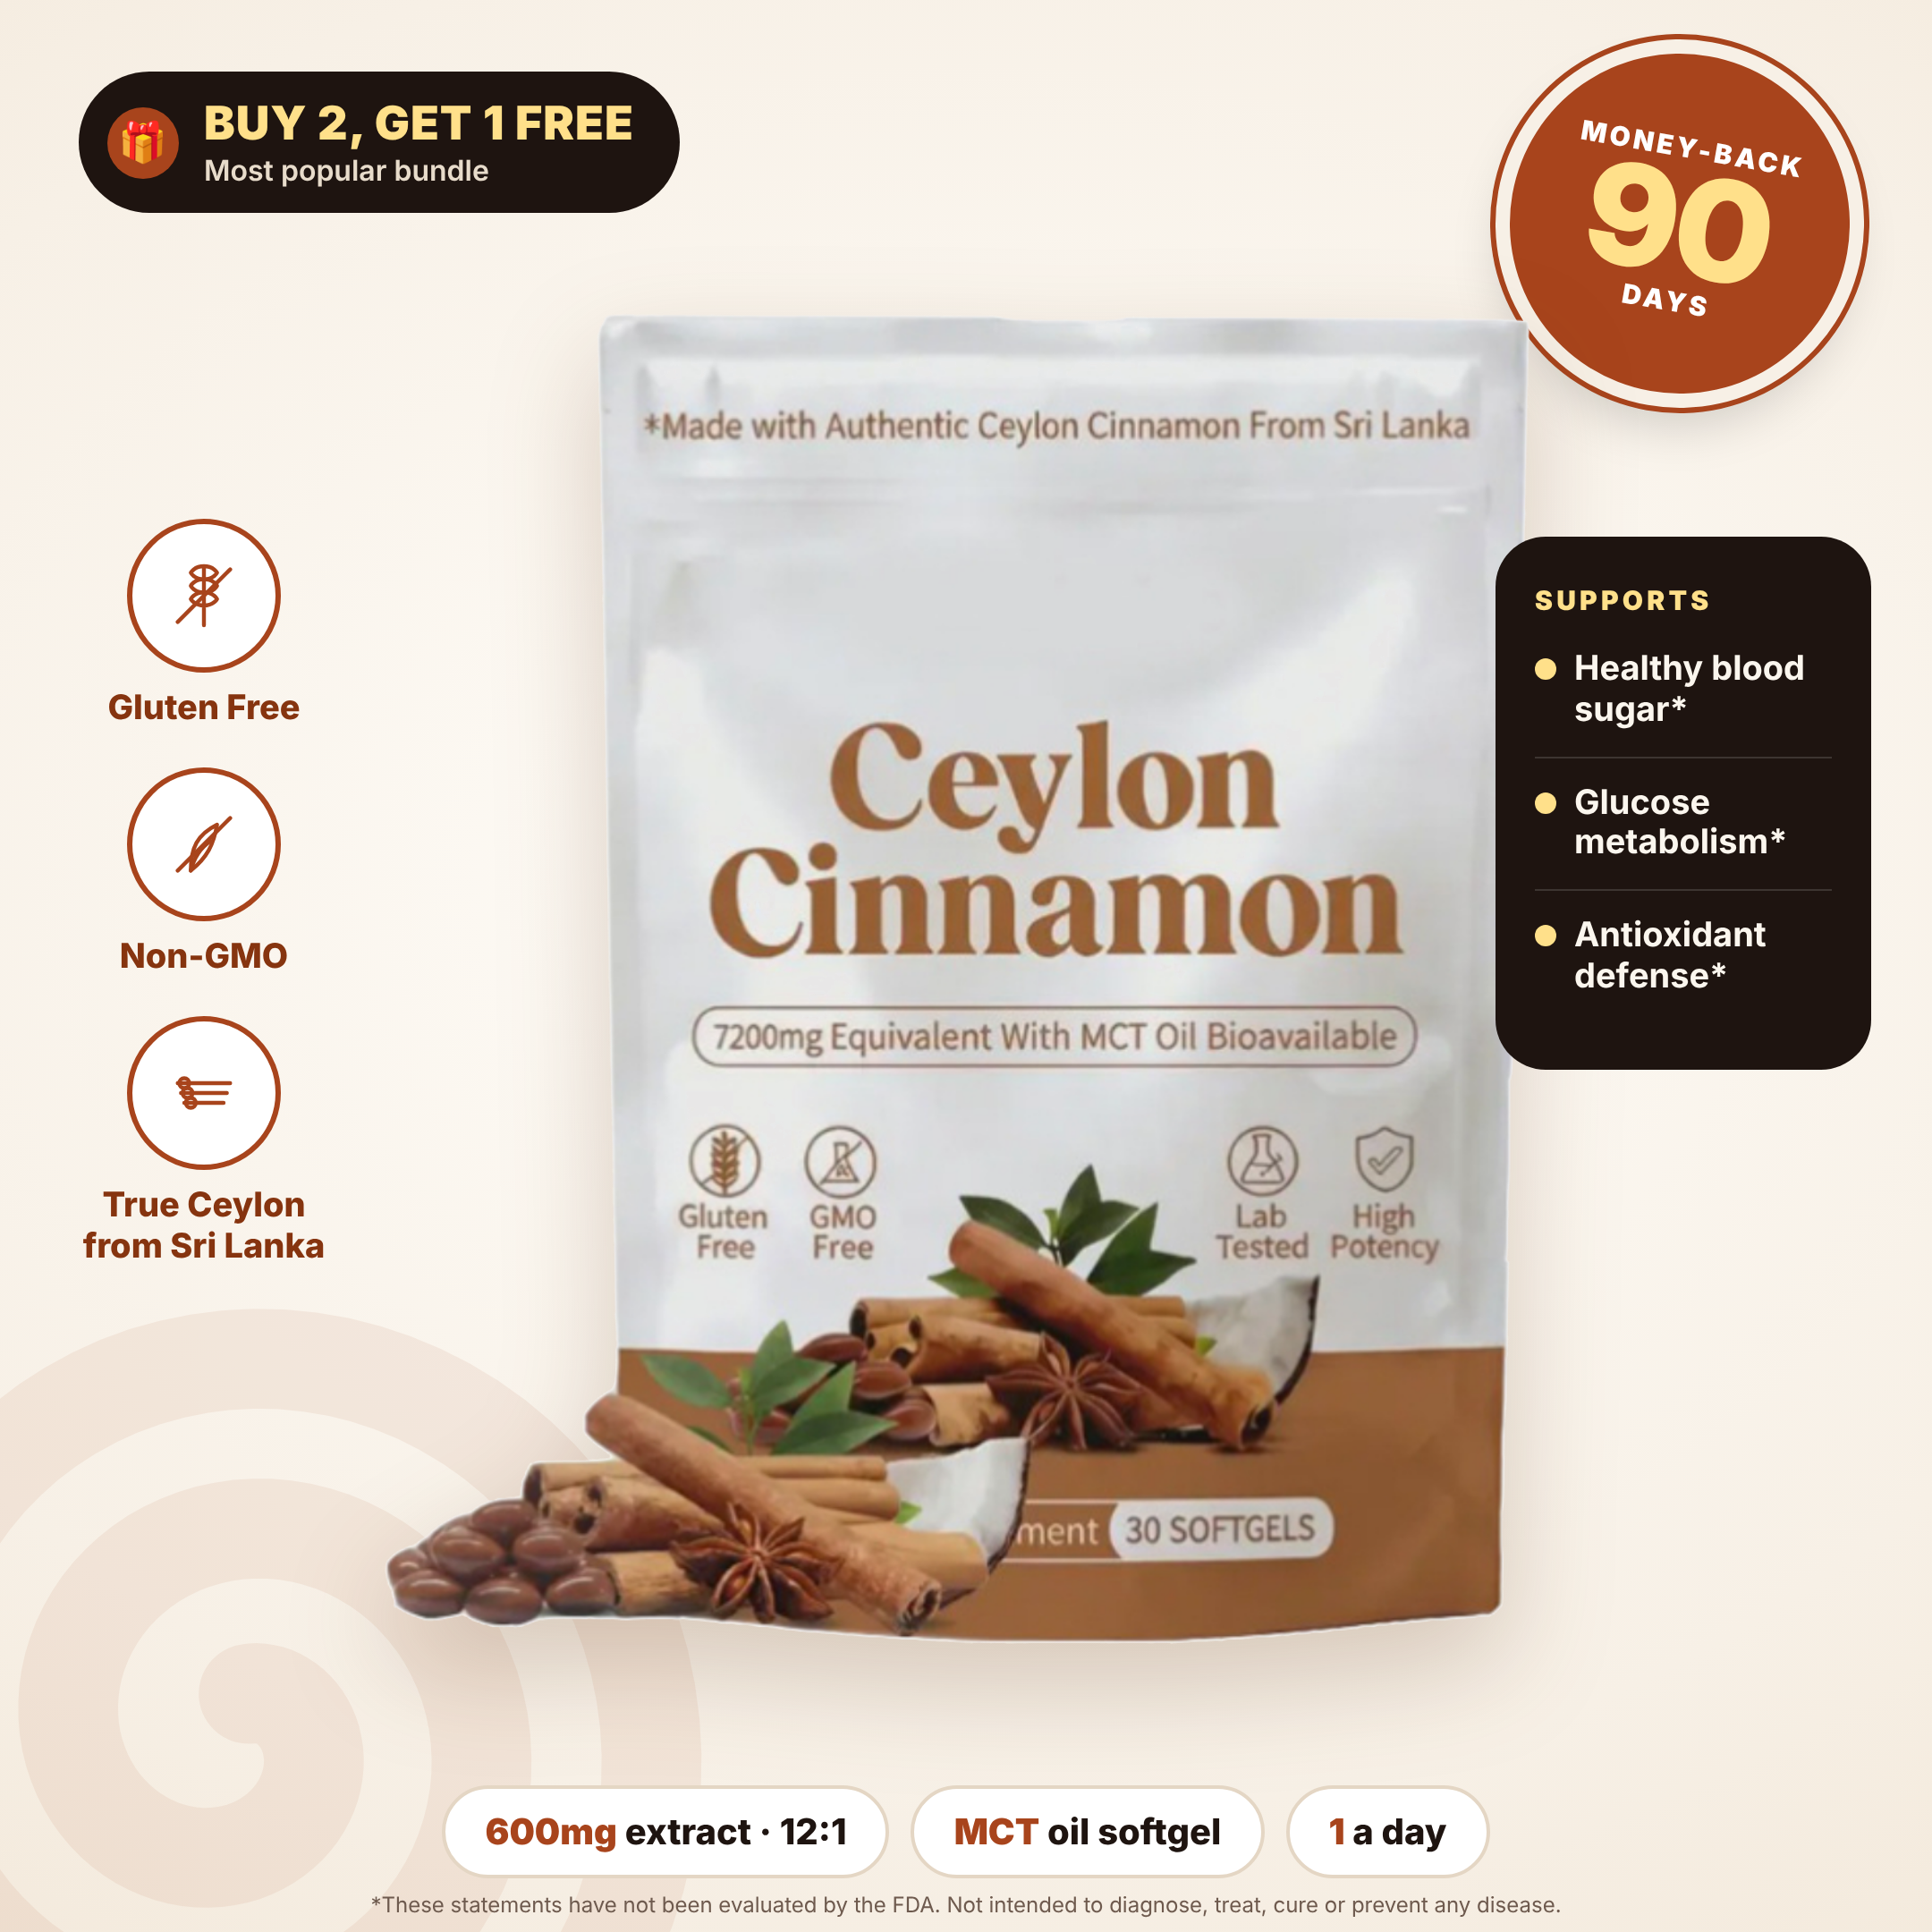 BUY 2, GET 1 FREE
Most popular bundle
MONEY-BACK
90
DAYS
*Made with Authentic Ceylon Cinnamon From Sri Lanka
Gluten Free
Non-GMO
True Ceylon
from Sri Lanka
Ceylon
Cinnamon
7200mg Equivalent With MCT Oil Bioavailable
Gluten
Free
GMO
Free
Lab
Tested
High
Potency
ment
30 SOFTGELS
SUPPORTS
Healthy blood
sugar*
Glucose
metabolism*
Antioxidant
defense*
600mg extract · 12:1
MCT oil softgel
1 a day
*These statements have not been evaluated by the FDA. Not intended to diagnose, treat, cure or prevent any disease.